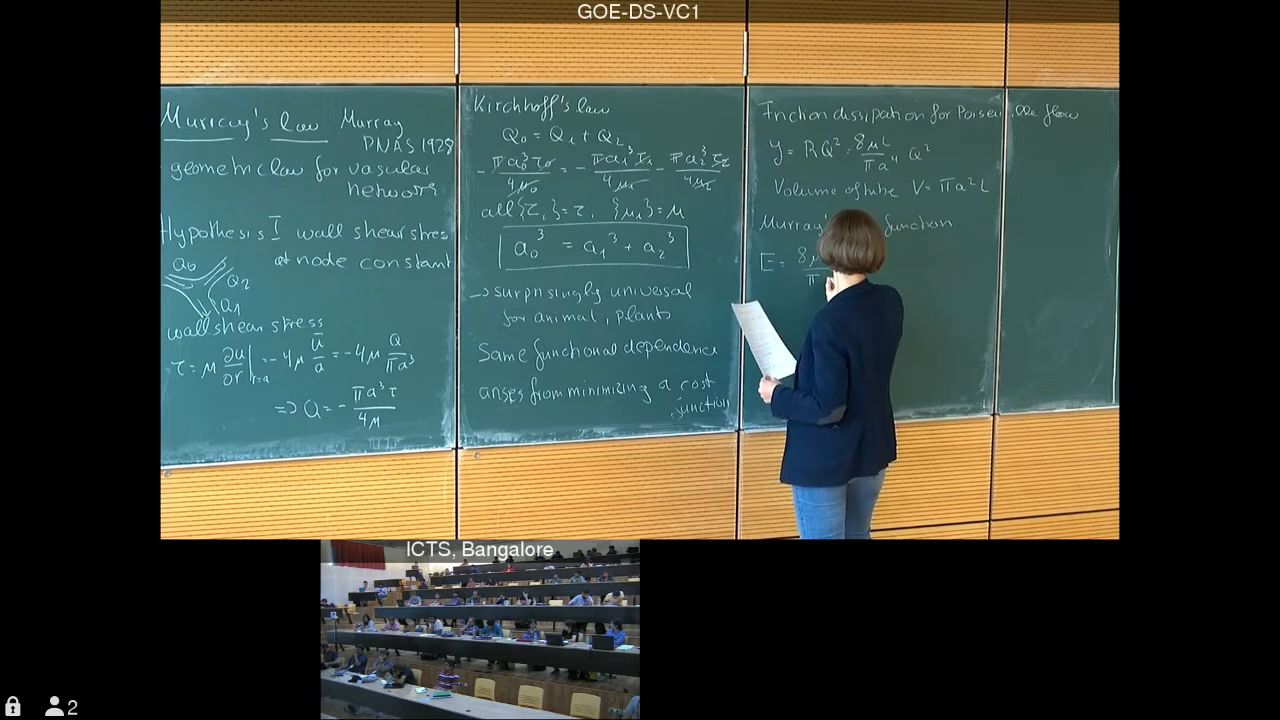 GOE-DS-VC1
Murray's law Murray
PNAS 1928
geometric law for vascular
network
Hypothesis I wall shear stress
at node constant
a₀
Q₂
Q₁
wall shear stress
τ = μ ∂u/∂r|r=a = -4μ ū/a = -4μ Q/πa³
=> Q = - πa³τ/4μ
Kirchhoff's law
Q₀ = Q₁ + Q₂
- πa₀³τ₀/4μ₀ = - πa₁³τ₁/4μ₁ - πa₂³τ₂/4μ₂
all {τᵢ} = τ, {μᵢ} = μ
a₀³ = a₁³ + a₂³
-> surprisingly universal
for animal, plants
Same functional dependence
arises from minimizing a cost
function
Friction dissipation for Poiseuille flow
y = RQ² = 8μL/πa⁴ Q²
Volume of tube V = πa²L
Murray's function
E = 8μ/π
ICTS, Bangalore
2